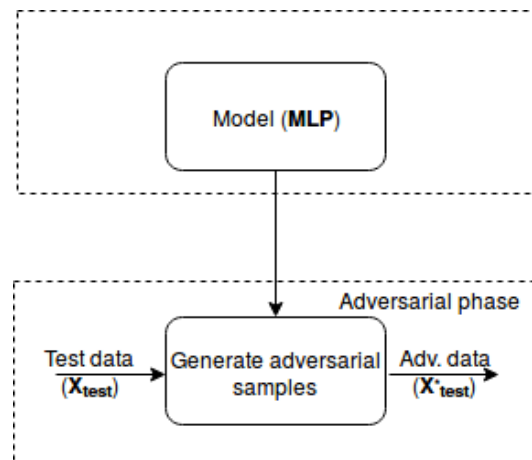 Model (MLP)
Adversarial phase
Test data
(Xtest)
Generate adversarial
samples
Adv. data
(X*test)